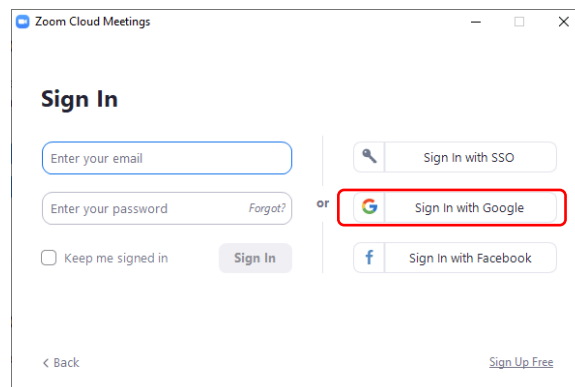 Zoom Cloud Meetings
Sign In
Enter your email
Enter your password Forgot?
Keep me signed in Sign In
or
Sign In with SSO
Sign In with Google
Sign In with Facebook
< Back
Sign Up Free